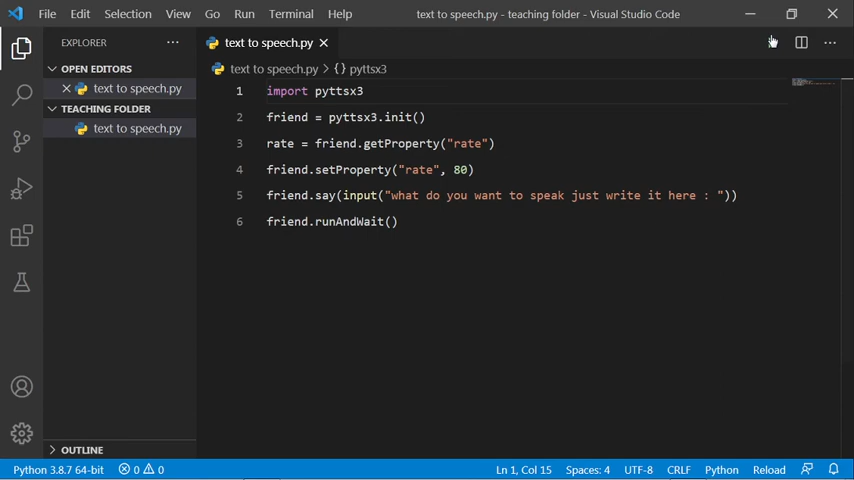 File Edit Selection View Go Run Terminal Help text to speech.py - teaching folder - Visual Studio Code
EXPLORER
text to speech.py
OPEN EDITORS
text to speech.py
TEACHING FOLDER
text to speech.py
text to speech.py > {} pyttsx3
1 import pyttsx3
2 friend = pyttsx3.init()
3 rate = friend.getProperty("rate")
4 friend.setProperty("rate", 80)
5 friend.say(input("what do you want to speak just write it here : "))
6 friend.runAndWait()
OUTLINE
Python 3.8.7 64-bit 0 0 Ln 1, Col 15 Spaces: 4 UTF-8 CRLF Python Reload